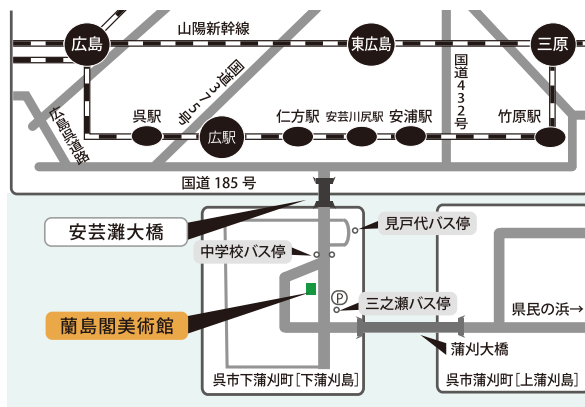 山陽新幹線
広島
東広島
三原
国道375号
国道432号
広島呉道路
呉駅
広駅
仁方駅
安芸川尻駅
安浦駅
竹原駅
国道185号
安芸灘大橋
見戸代バス停
中学校バス停
P
三之瀬バス停
蘭島閣美術館
県民の浜→
蒲刈大橋
呉市下蒲刈町[下蒲刈島]
呉市蒲刈町[上蒲刈島]